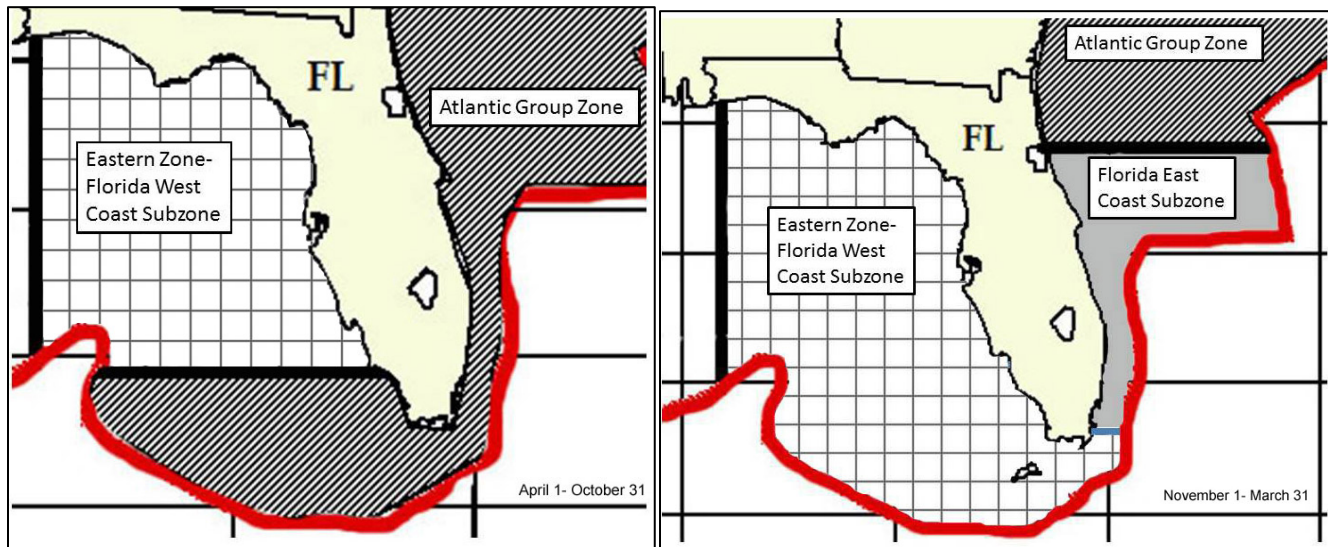 FL
Atlantic Group Zone
Eastern Zone-
Florida West
Coast Subzone
April 1- October 31
Atlantic Group Zone
FL
Florida East
Coast Subzone
Eastern Zone-
Florida West
Coast Subzone
November 1- March 31